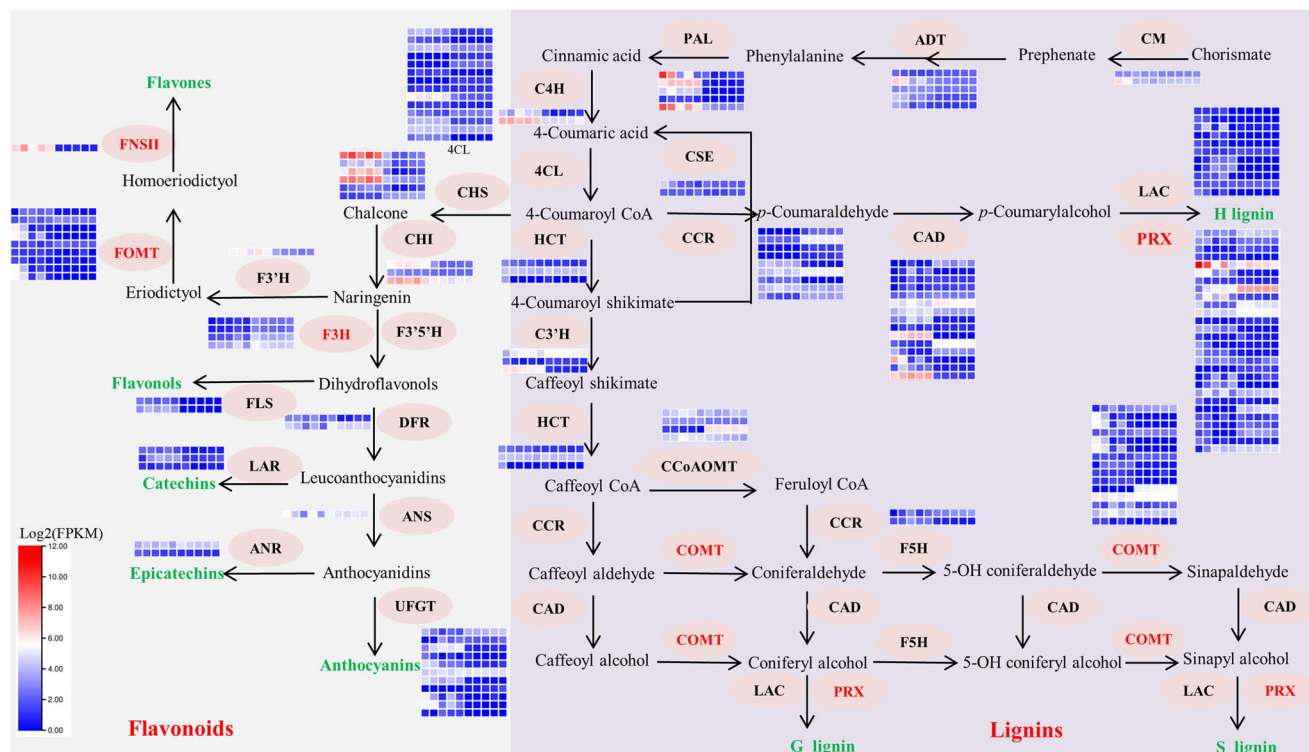 PAL
ADT
CM
Cinnamic acid
Phenylalanine
Prephenate
Chorismate
Flavones
C4H
4-Coumaric acid
FNSII
4CL
CSE
Homoeriodictyol
4CL
LAC
CHS
Chalcone
4-Coumaroyl CoA
p-Coumaraldehyde
p-Coumarylalcohol
H lignin
CHI
HCT
CCR
CAD
PRX
FOMT
F3'H
Eriodictyol
Naringenin
4-Coumaroyl shikimate
F3H
F3'5'H
C3'H
Flavonols
Dihydroflavonols
Caffeoyl shikimate
FLS
DFR
HCT
LAR
CCoAOMT
Catechins
Leucoanthocyanidins
Caffeoyl CoA
Feruloyl CoA
ANS
CCR
CCR
Log2(FPKM)
12.00
10.00
8.00
6.00
4.00
2.00
0.00
ANR
COMT
F5H
COMT
Epicatechins
Anthocyanidins
Caffeoyl aldehyde
Coniferaldehyde
5-OH coniferaldehyde
Sinapaldehyde
UFGT
CAD
CAD
CAD
CAD
COMT
F5H
COMT
Anthocyanins
Caffeoyl alcohol
Coniferyl alcohol
5-OH coniferyl alcohol
Sinapyl alcohol
LAC
PRX
LAC
PRX
Flavonoids
Lignins
G lignin
S lignin